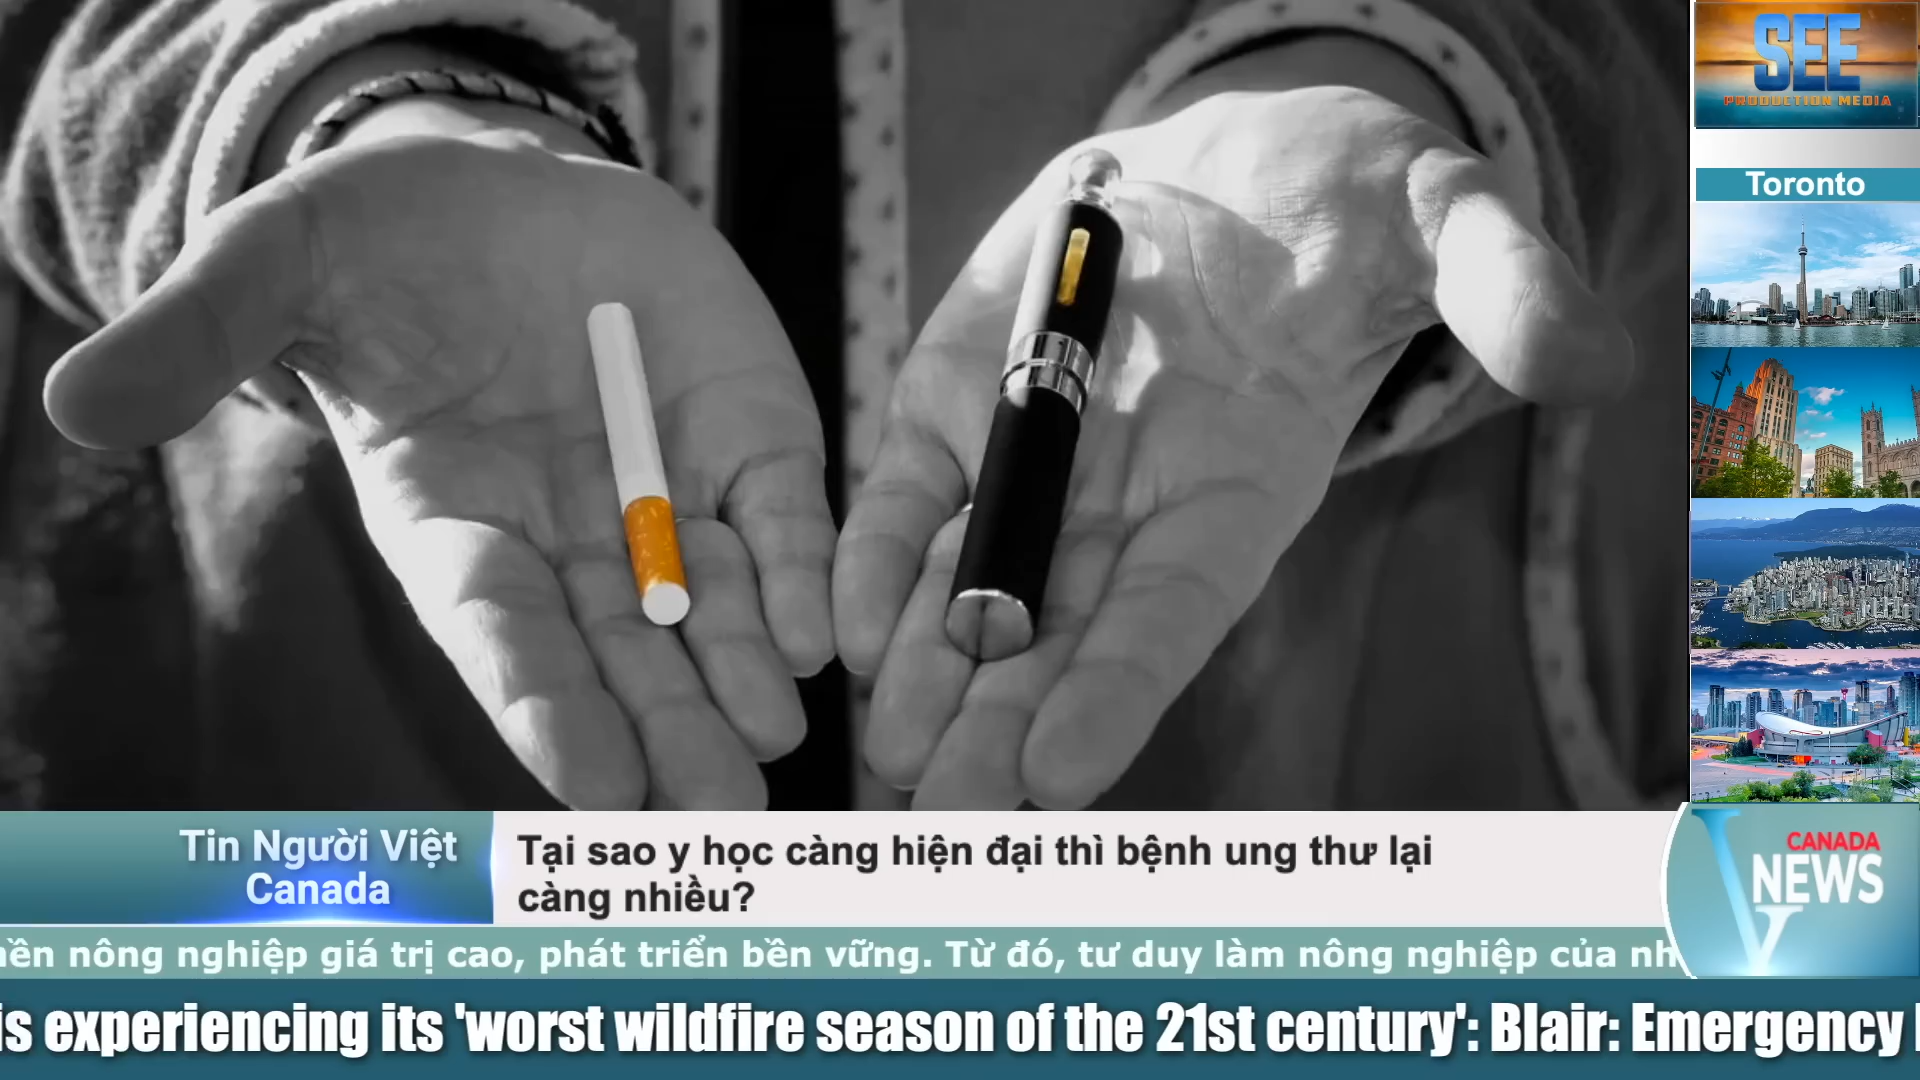 SEE
PRODUCTION MEDIA
Toronto
Tin Người Việt
Canada
Tại sao y học càng hiện đại thì bệnh ung thư lại
càng nhiều?
CANADA
V NEWS
nông nghiệp giá trị cao, phát triển bền vững. Từ đó, tư duy làm nông nghiệp của
is experiencing its 'worst wildfire season of the 21st century': Blair: Emergency